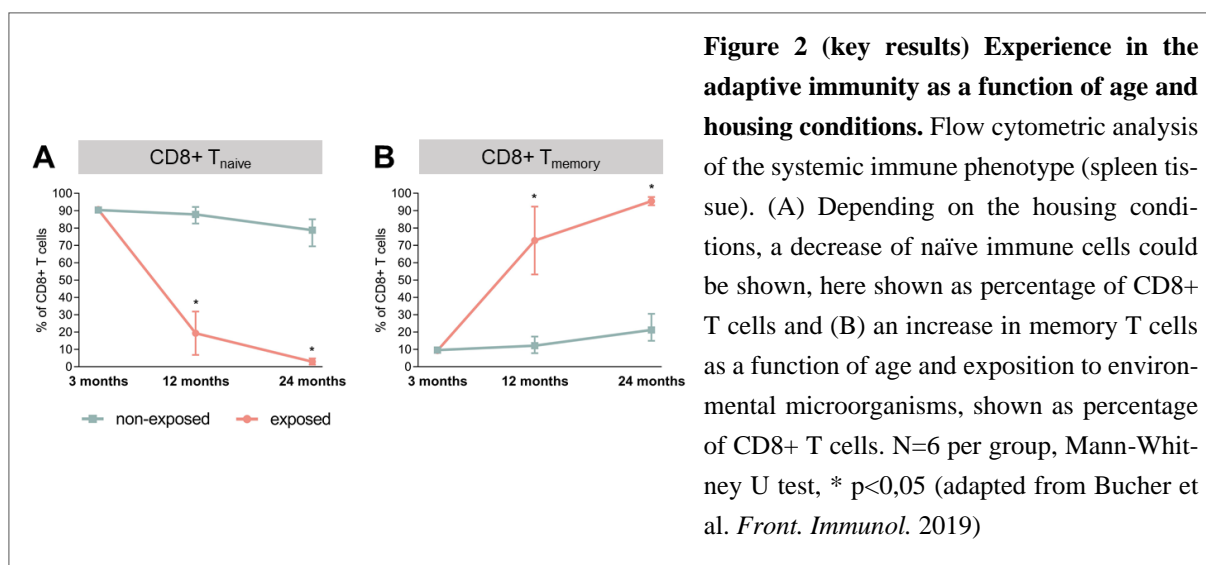 A
CD8+ Tnaive
% of CD8+ T cells
100
90
80
70
60
50
40
30
20
10
0
3 months 12 months 24 months
*
*
B
CD8+ Tmemory
% of CD8+ T cells
100
90
80
70
60
50
40
30
20
10
0
3 months 12 months 24 months
*
*
non-exposed exposed
Figure 2 (key results) Experience in the
adaptive immunity as a function of age and
housing conditions. Flow cytometric analysis
of the systemic immune phenotype (spleen tis-
sue). (A) Depending on the housing condi-
tions, a decrease of naïve immune cells could
be shown, here shown as percentage of CD8+
T cells and (B) an increase in memory T cells
as a function of age and exposition to environ-
mental microorganisms, shown as percentage
of CD8+ T cells. N=6 per group, Mann-Whit-
ney U test, * p<0,05 (adapted from Bucher et
al. Front. Immunol. 2019)